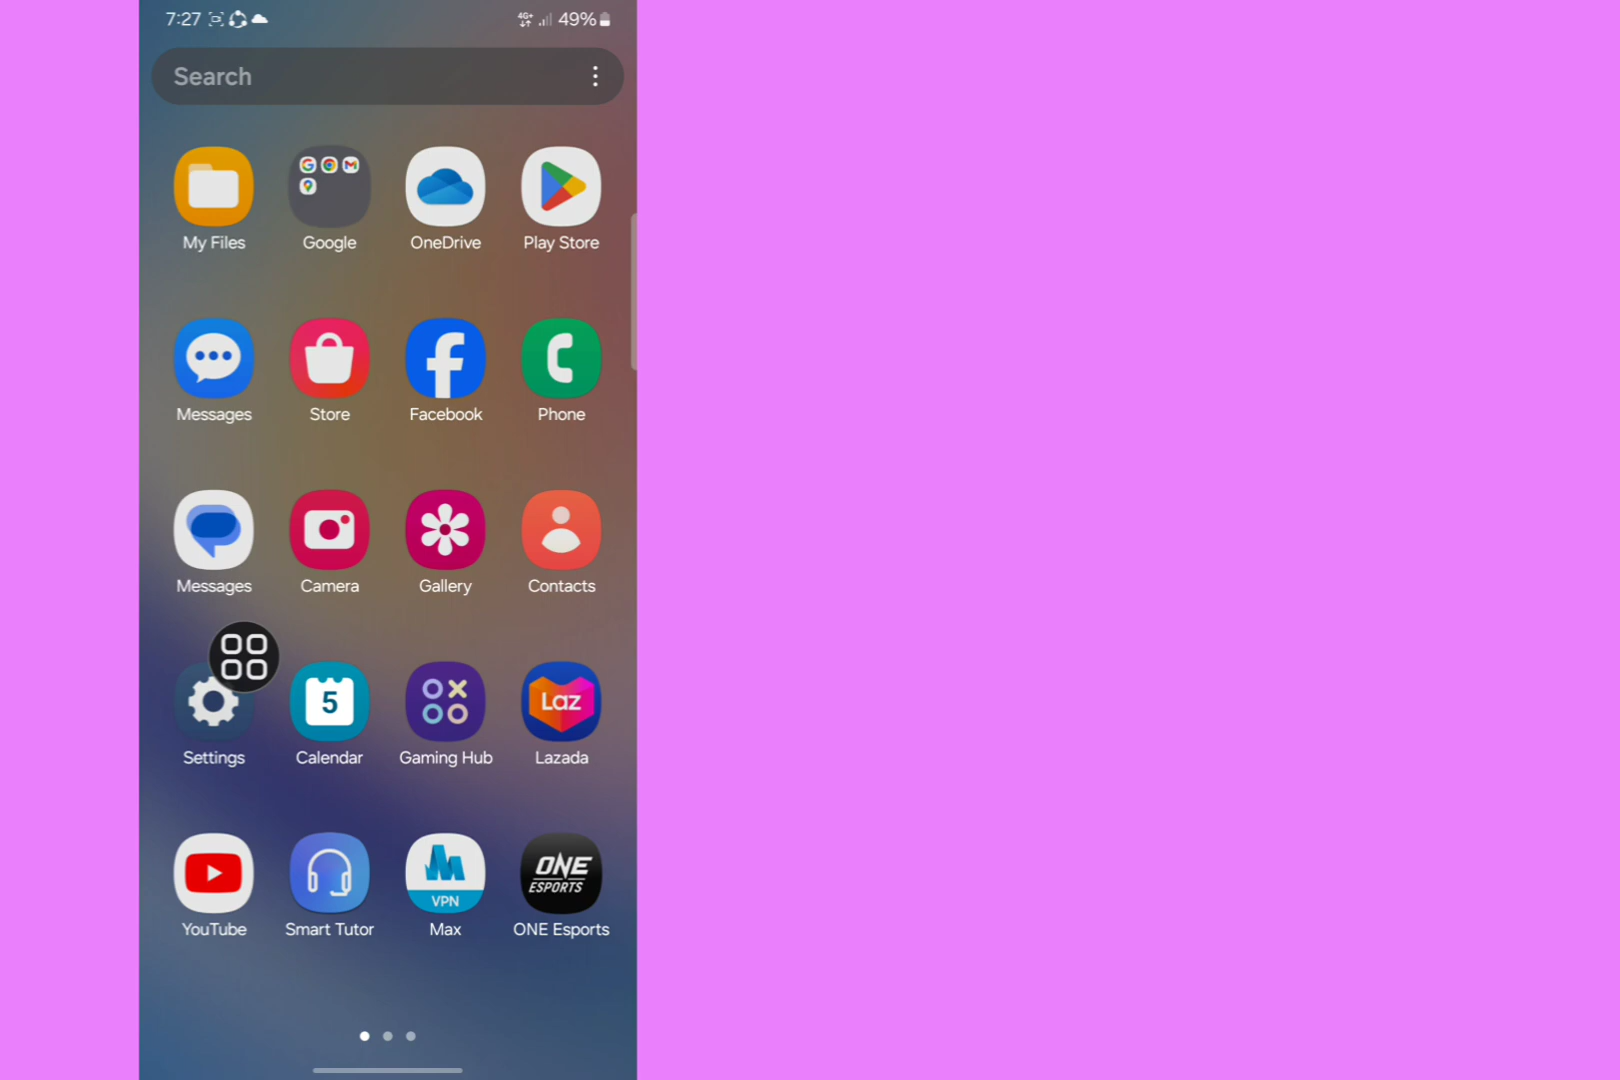 7:27 4G+ 49%
Search
My Files Google OneDrive Play Store
Messages Store Facebook Phone
Messages Camera Gallery Contacts
5 Laz
Settings Calendar Gaming Hub Lazada
VPN ONE ESPORTS
YouTube Smart Tutor Max ONE Esports